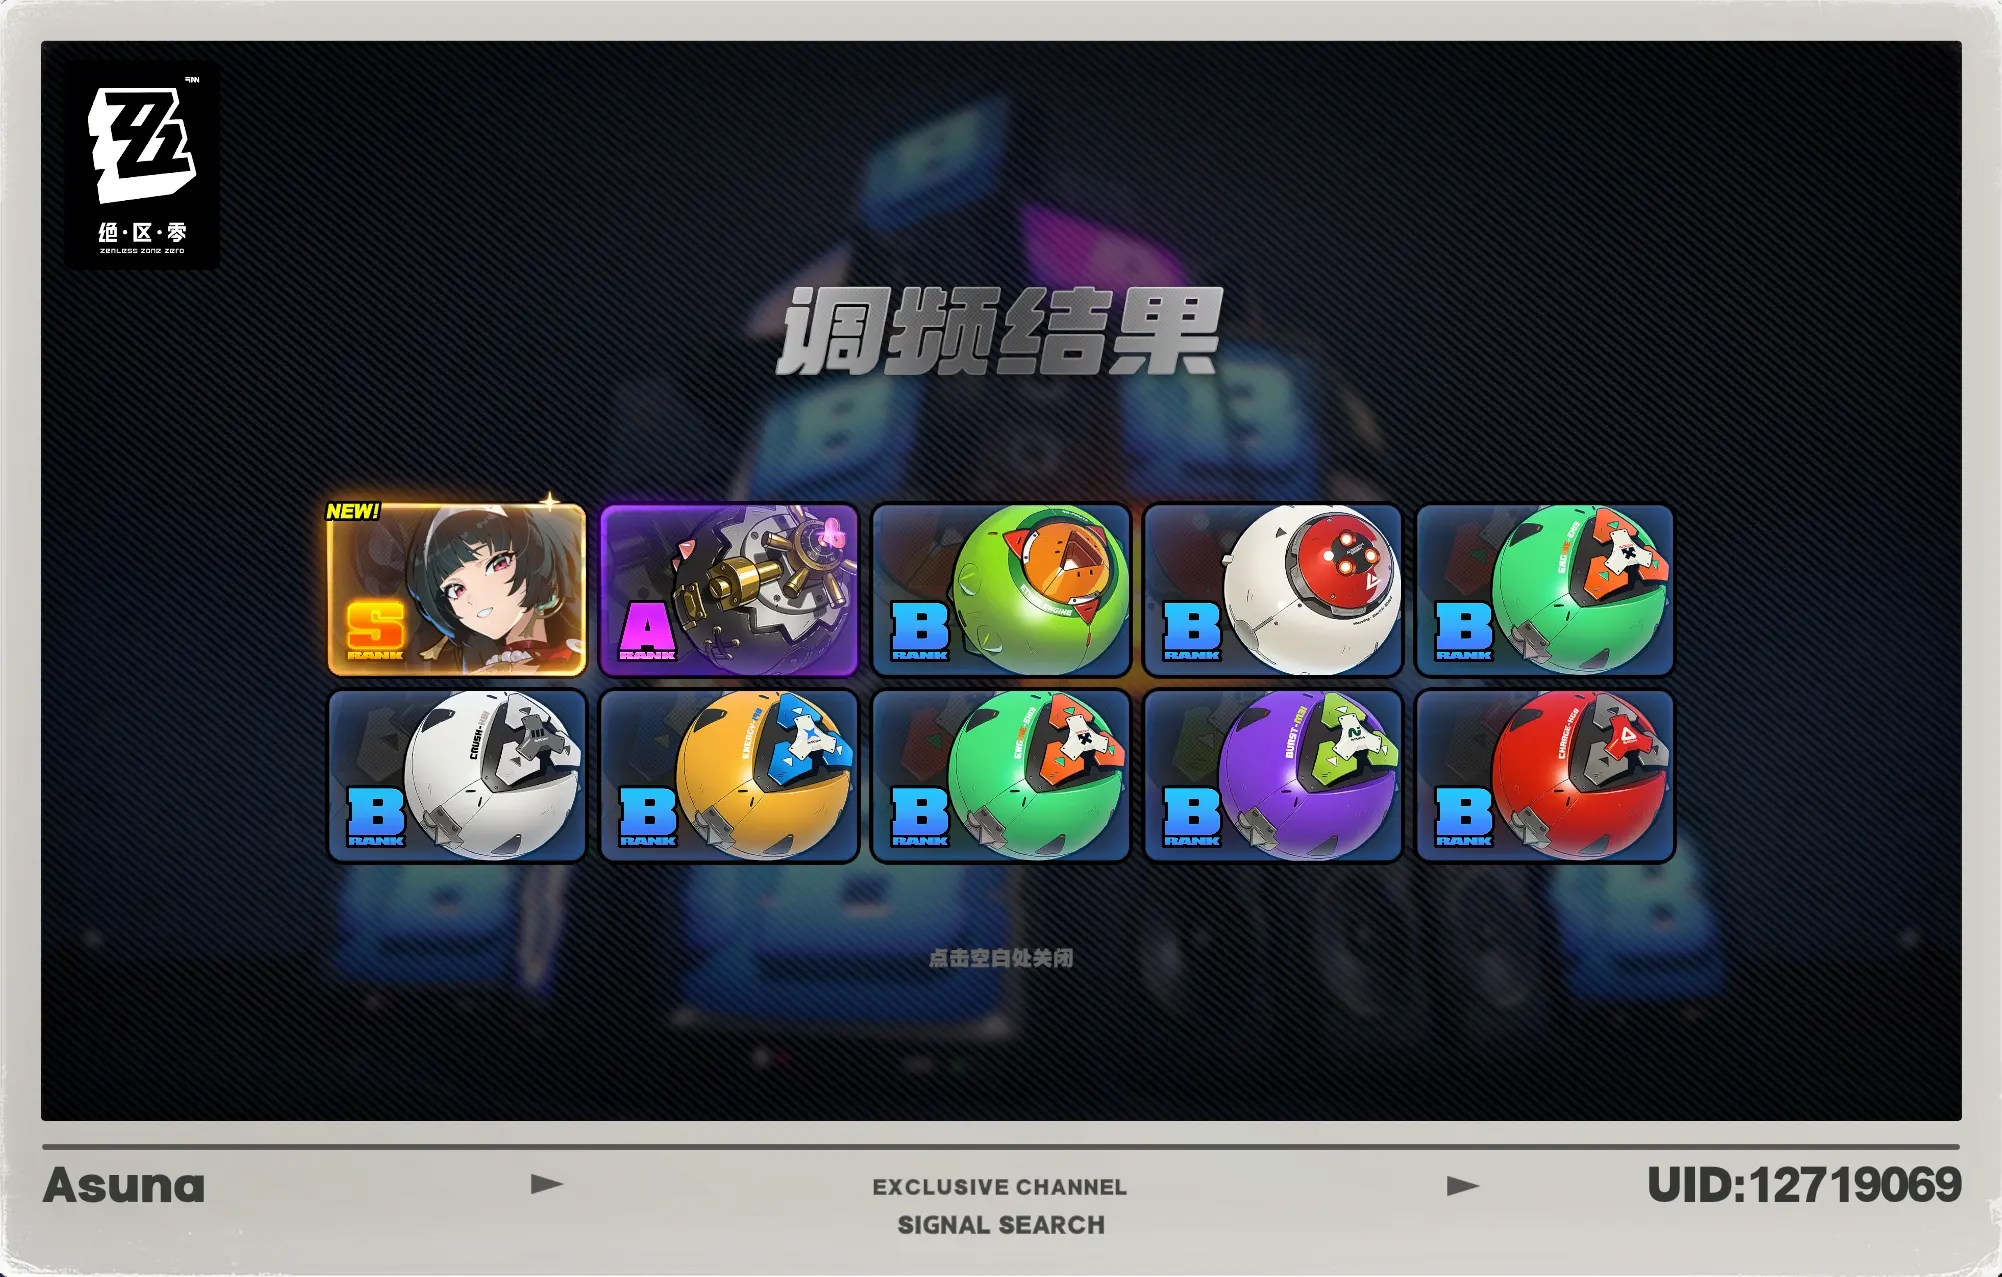 绝·区·零
ZENLESS ZONE ZERO
调频结果
NEW!
S
RANK
A
RANK
B
RANK
B
RANK
B
RANK
B
RANK
B
RANK
B
RANK
B
RANK
B
RANK
点击空白处关闭
Asuna
EXCLUSIVE CHANNEL
SIGNAL SEARCH
UID:12719069